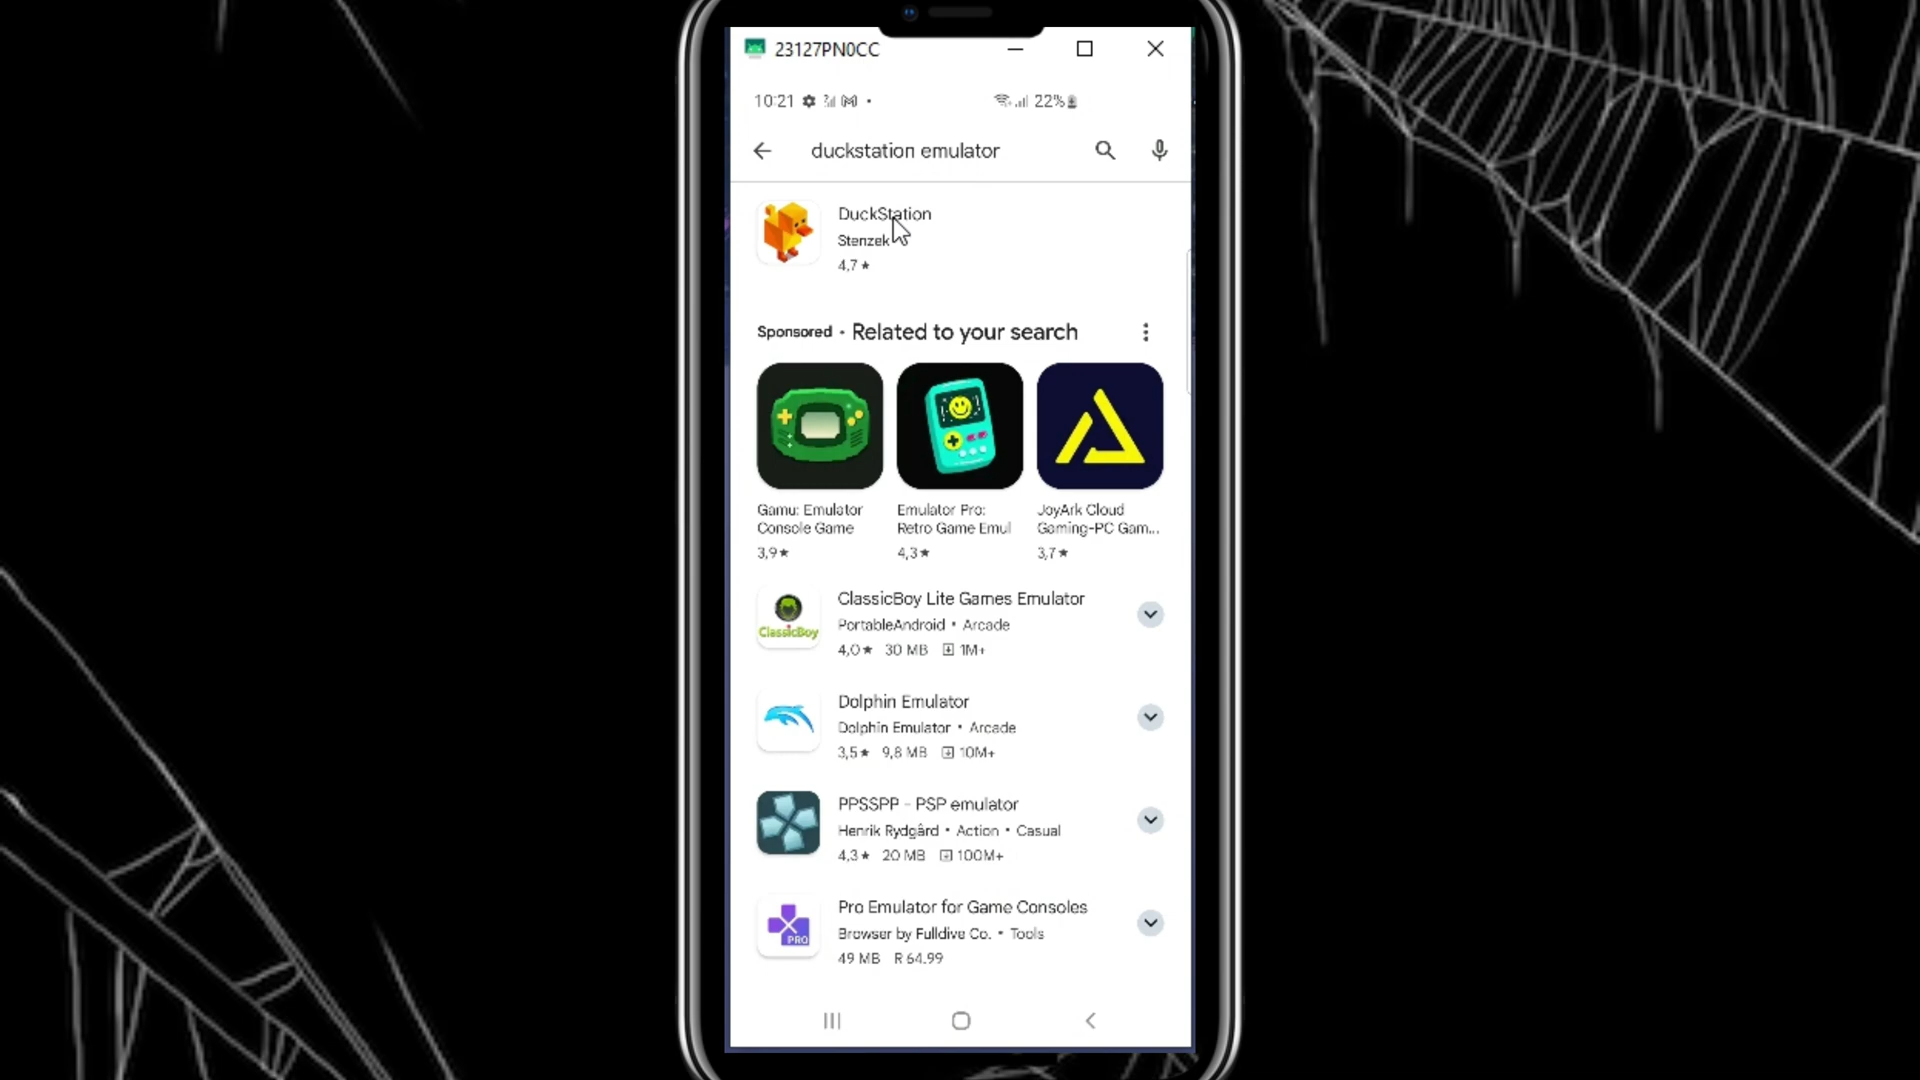 23127PN0CC
10:21 22%
duckstation emulator
DuckStation
Stenzek
4,7★
Sponsored · Related to your search
Gamu: Emulator
Console Game
3,9★
Emulator Pro:
Retro Game Emul
4,3★
JoyArk Cloud
Gaming-PC Gam...
3,7★
ClassicBoy
ClassicBoy Lite Games Emulator
PortableAndroid • Arcade
4,0★ 30 MB 1M+
Dolphin Emulator
Dolphin Emulator • Arcade
3,5★ 9,8 MB 10M+
PPSSPP - PSP emulator
Henrik Rydgård • Action • Casual
4,3★ 20 MB 100M+
PRO
Pro Emulator for Game Consoles
Browser by Fulldive Co. • Tools
49 MB R 64.99